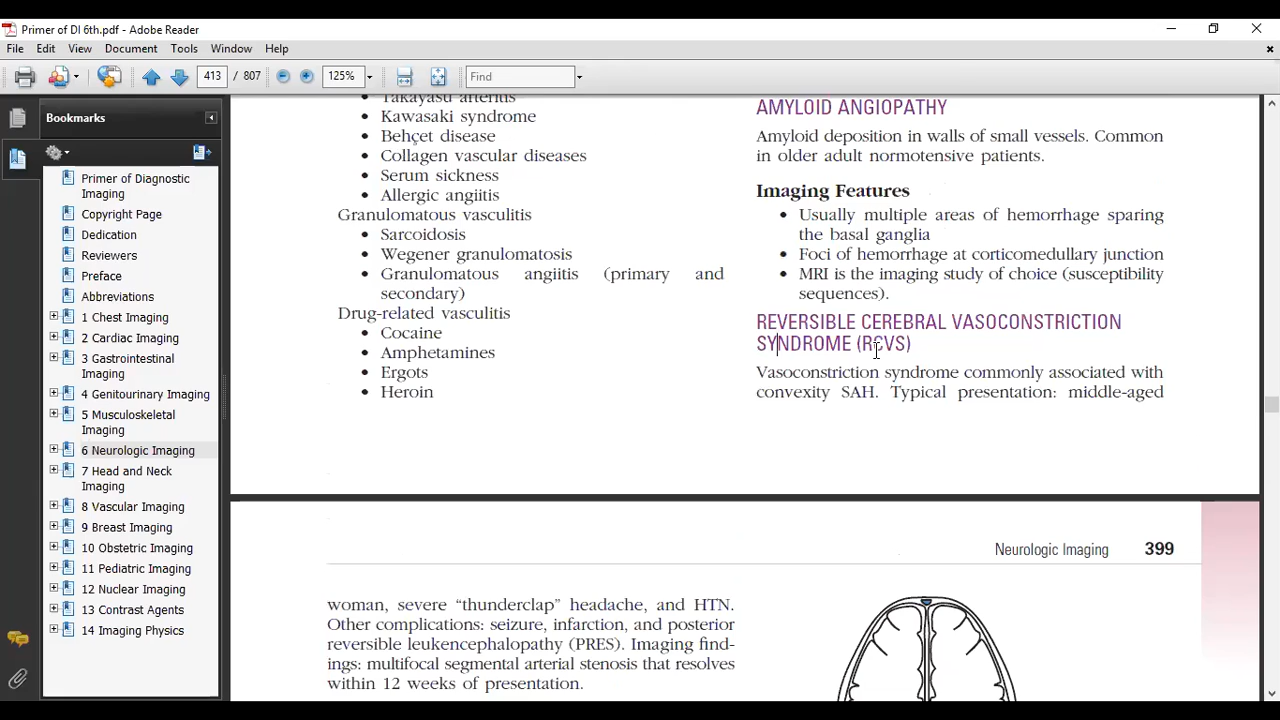 Primer of DI 6th.pdf - Adobe Reader
File Edit View Document Tools Window Help
413 / 807 125% Find
Bookmarks
Primer of Diagnostic
Imaging
Copyright Page
Dedication
Reviewers
Preface
Abbreviations
1 Chest Imaging
2 Cardiac Imaging
3 Gastrointestinal
Imaging
4 Genitourinary Imaging
5 Musculoskeletal
Imaging
6 Neurologic Imaging
7 Head and Neck
Imaging
8 Vascular Imaging
9 Breast Imaging
10 Obstetric Imaging
11 Pediatric Imaging
12 Nuclear Imaging
13 Contrast Agents
14 Imaging Physics
• Takayasu arteritis
• Kawasaki syndrome
• Behçet disease
• Collagen vascular diseases
• Serum sickness
• Allergic angiitis
Granulomatous vasculitis
• Sarcoidosis
• Wegener granulomatosis
• Granulomatous angiitis (primary and
secondary)
Drug-related vasculitis
• Cocaine
• Amphetamines
• Ergots
• Heroin
AMYLOID ANGIOPATHY
Amyloid deposition in walls of small vessels. Common
in older adult normotensive patients.
Imaging Features
• Usually multiple areas of hemorrhage sparing
the basal ganglia
• Foci of hemorrhage at corticomedullary junction
• MRI is the imaging study of choice (susceptibility
sequences).
REVERSIBLE CEREBRAL VASOCONSTRICTION
SYNDROME (RCVS)
Vasoconstriction syndrome commonly associated with
convexity SAH. Typical presentation: middle-aged
Neurologic Imaging 399
woman, severe “thunderclap” headache, and HTN.
Other complications: seizure, infarction, and posterior
reversible leukencephalopathy (PRES). Imaging find-
ings: multifocal segmental arterial stenosis that resolves
within 12 weeks of presentation.